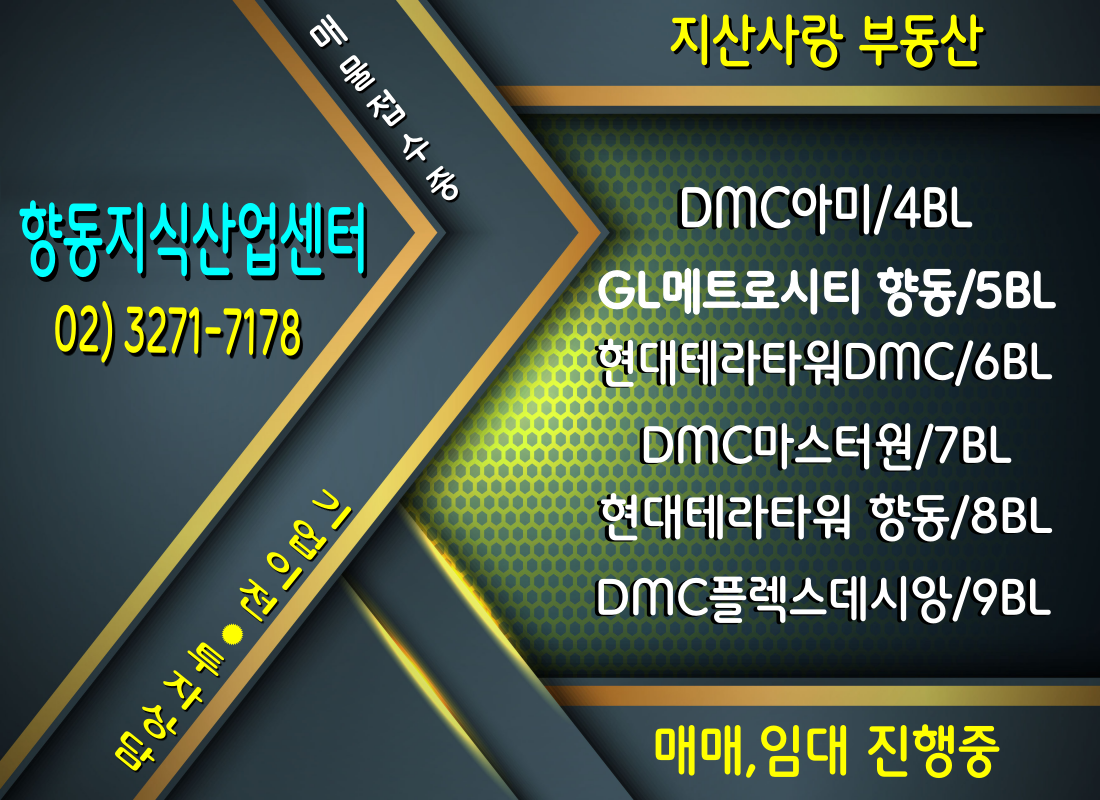 지산사랑 부동산
매물접수중
향동지식산업센터
02) 3271-7178
DMC아미/4BL
GL메트로시티 향동/5BL
현대테라타워DMC/6BL
DMC마스터원/7BL
현대테라타워 향동/8BL
DMC플렉스데시앙/9BL
기업이전●투자상담
매매,임대 진행중